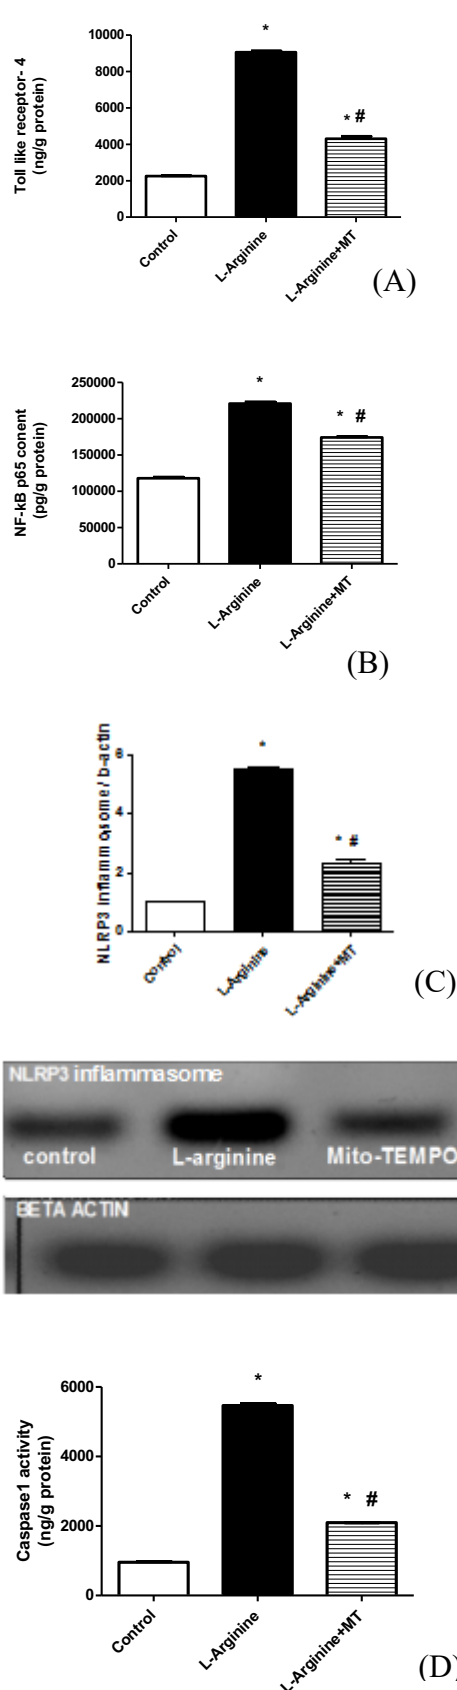 Toll like receptor- 4
(ng/g protein)
10000
8000
6000
4000
2000
0
*
* #
Control
L-Arginine
L-Arginine+MT
(A)
NF-kB p65 conent
(pg/g protein)
250000
200000
150000
100000
50000
0
*
* #
Control
L-Arginine
L-Arginine+MT
(B)
NLRP3 inflammosome / b-actin
6
4
2
0
*
* #
Control
L-Arginine
L-Arginine+MT
(C)
NLRP3 inflammasome
control L-arginine Mito-TEMPO
BETA ACTIN
Caspase1 activity
(ng/g protein)
6000
4000
2000
0
*
* #
Control
L-Arginine
L-Arginine+MT
(D)